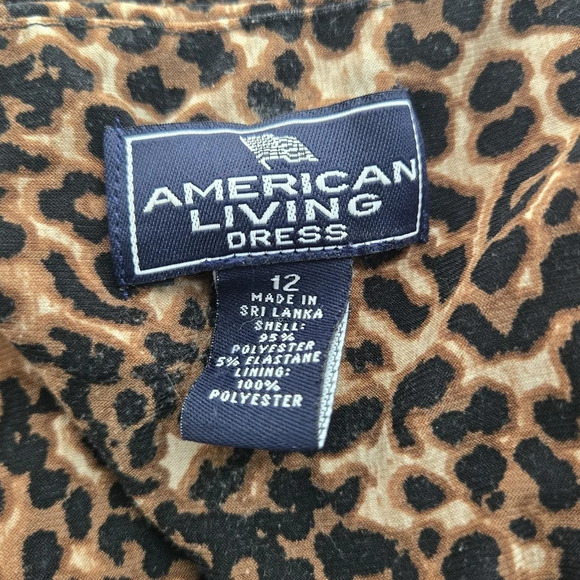 AMERICAN
LIVING
DRESS
12
MADE IN
SRI LANKA
SHELL:
95%
POLYESTER
5% ELASTANE
LINING:
100%
POLYESTER